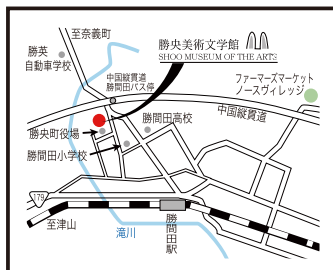 至奈義町
勝央美術文学館
SHOO MUSEUM OF THE ARTS
勝英
自動車学校
中国縦貫道
勝間田バス停
ファーマーズマーケット
ノースヴィレッジ
中国縦貫道
勝間田高校
勝央町役場
勝間田小学校
179
至津山
滝川
勝間田駅